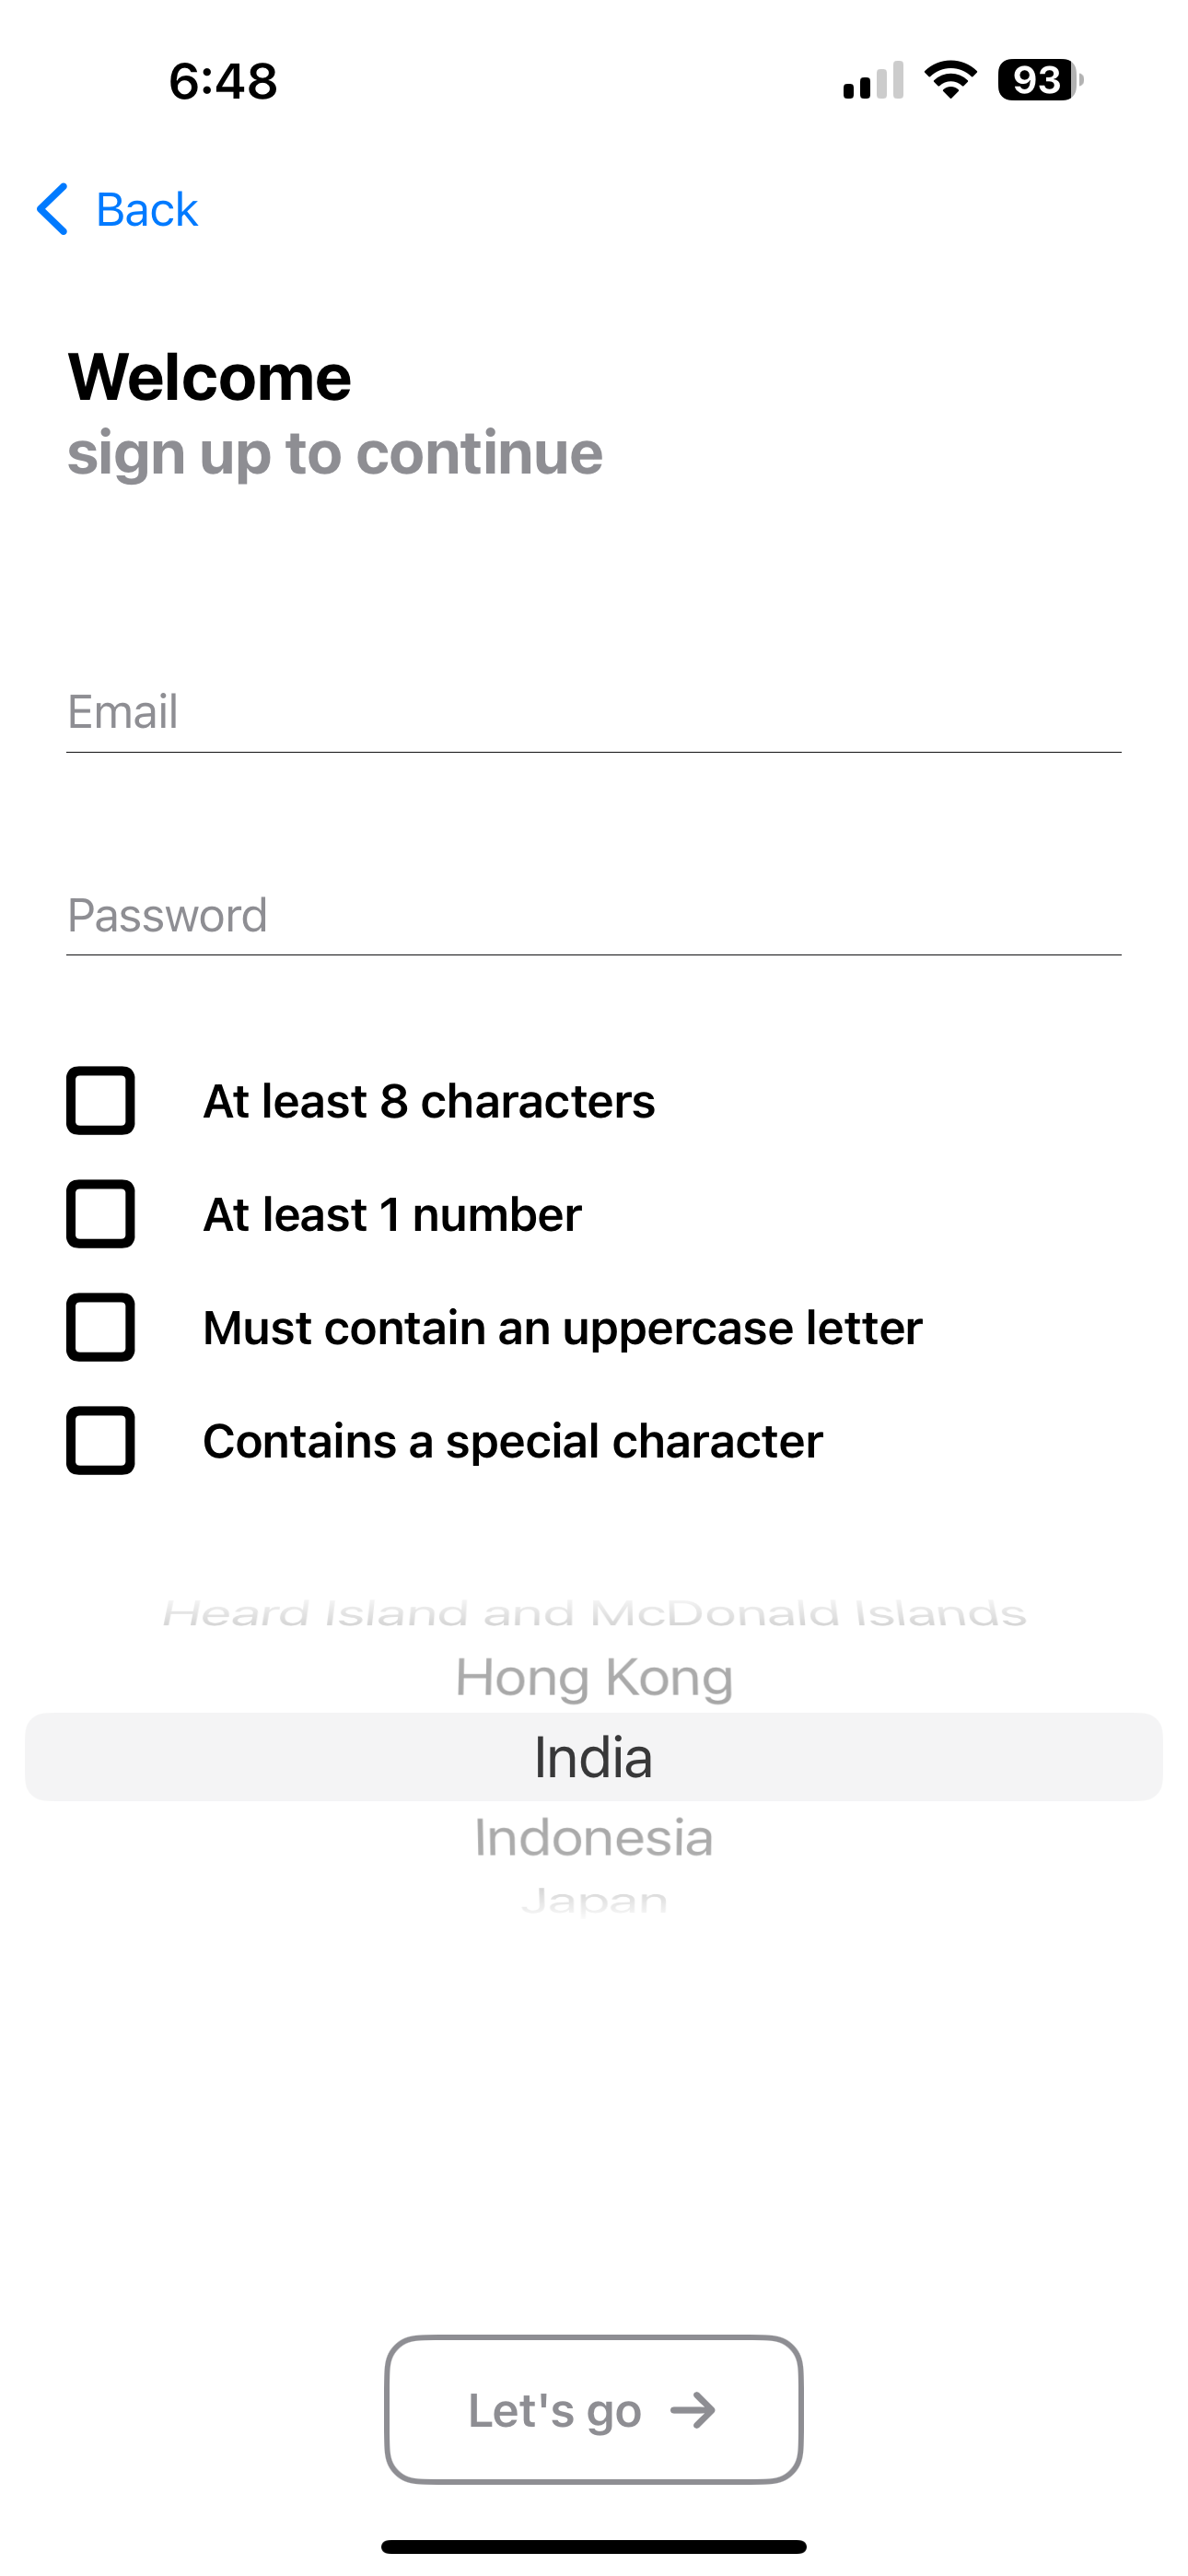 6:48
93
Back
Welcome
sign up to continue
Email
Password
At least 8 characters
At least 1 number
Must contain an uppercase letter
Contains a special character
Heard Island and McDonald Islands
Hong Kong
India
Indonesia
Japan
Let's go